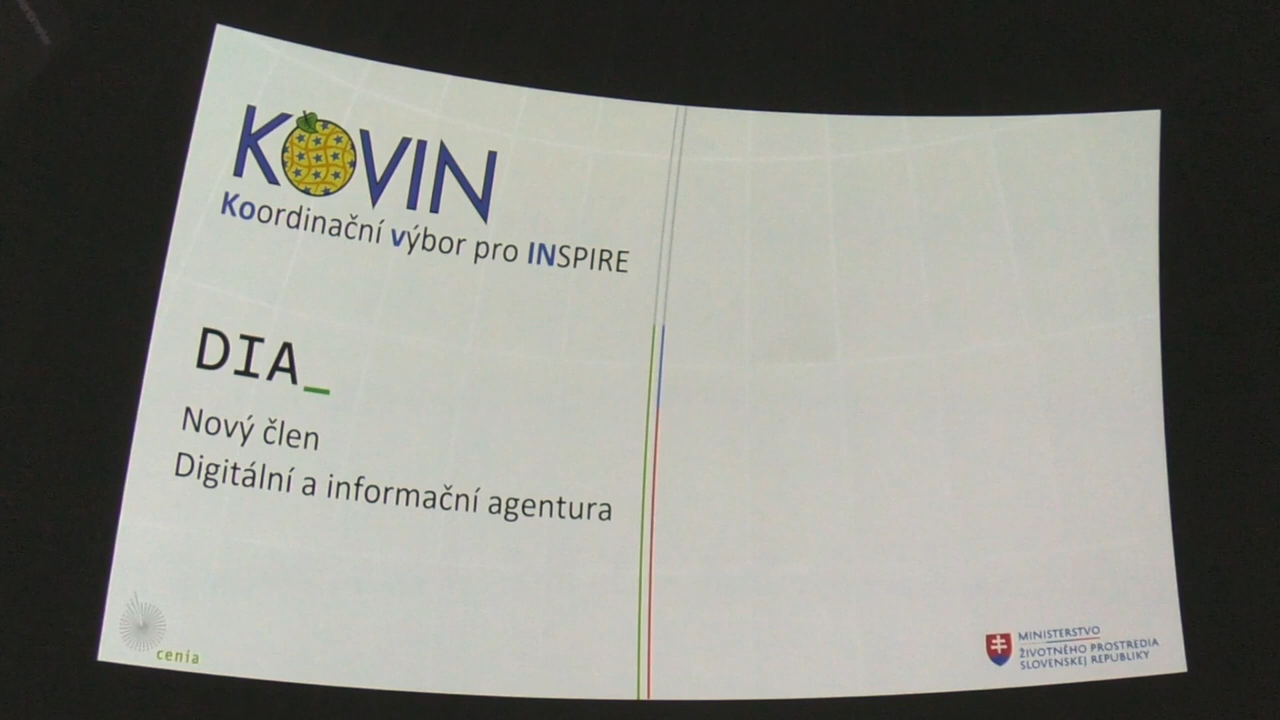 KOVIN
Koordinační výbor pro INSPIRE
DIA_
Nový člen
Digitální a informační agentura
cenia
MINISTERSTVO
ŽIVOTNÉHO PROSTREDIA
SLOVENSKEJ REPUBLIKY